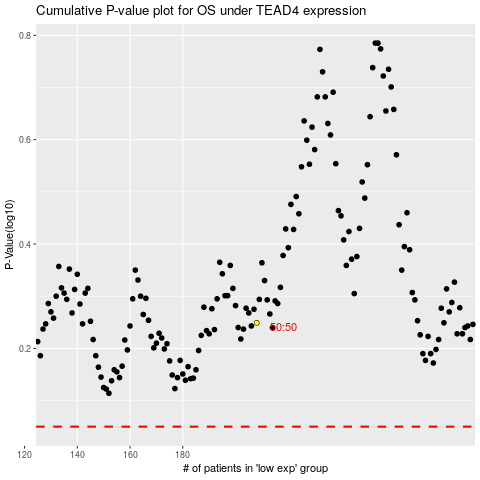 Cumulative P-value plot for OS under TEAD4 expression
P-Value(log10)
0.8
0.6
0.4
0.2
50:50
120 140 160 180
# of patients in 'low exp' group